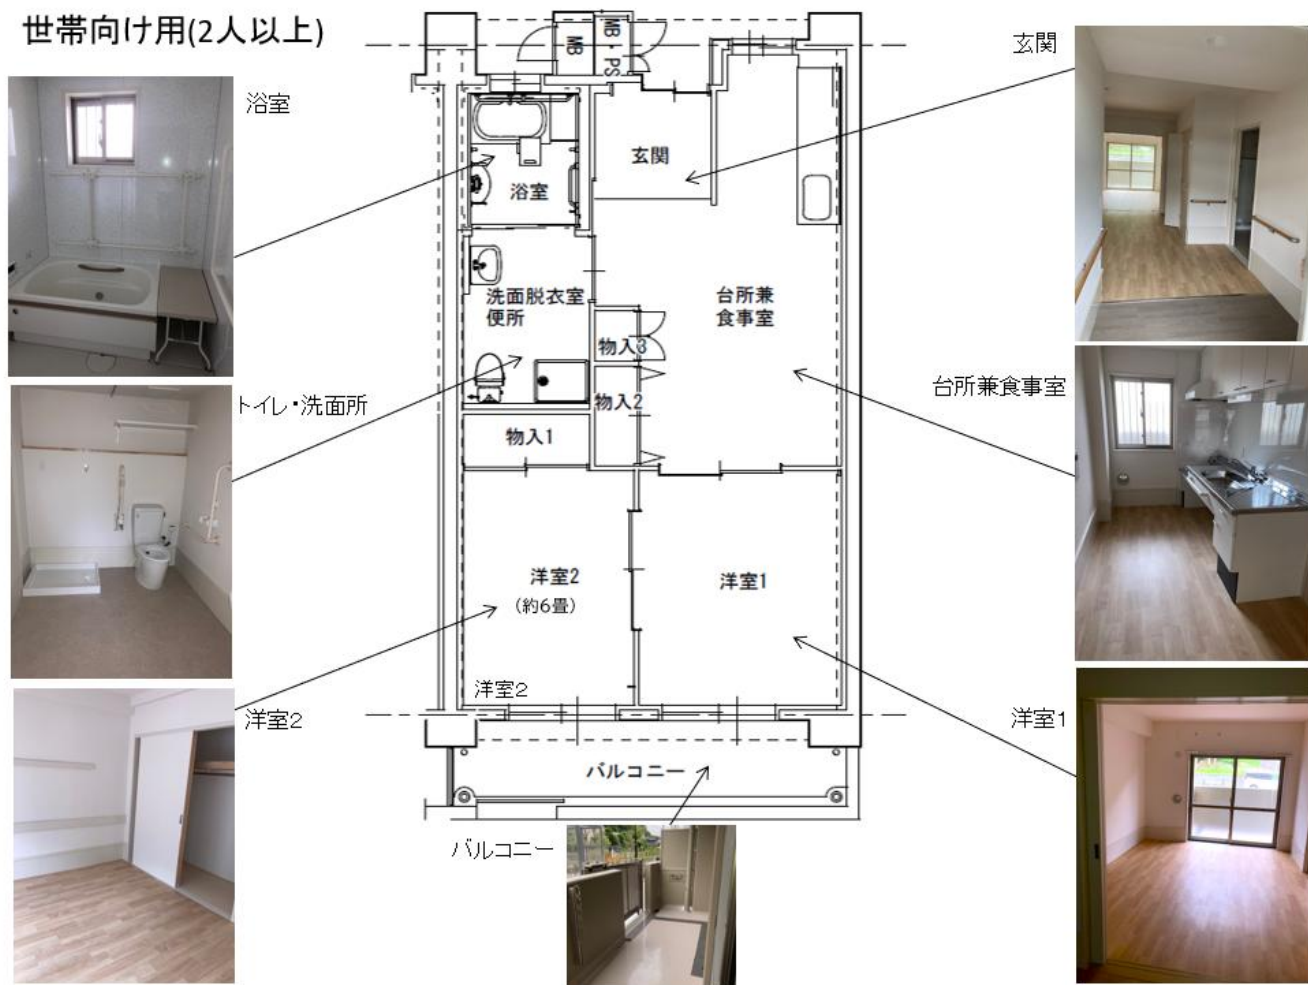 世帯向け用(2人以上)
浴室
玄関
MB
MB・PS
玄関
浴室
洗面脱衣室
便所
台所兼
食事室
物入3
物入2
物入1
トイレ・洗面所
台所兼食事室
洋室2
(約6畳)
洋室1
洋室2
洋室2
洋室1
バルコニー
バルコニー